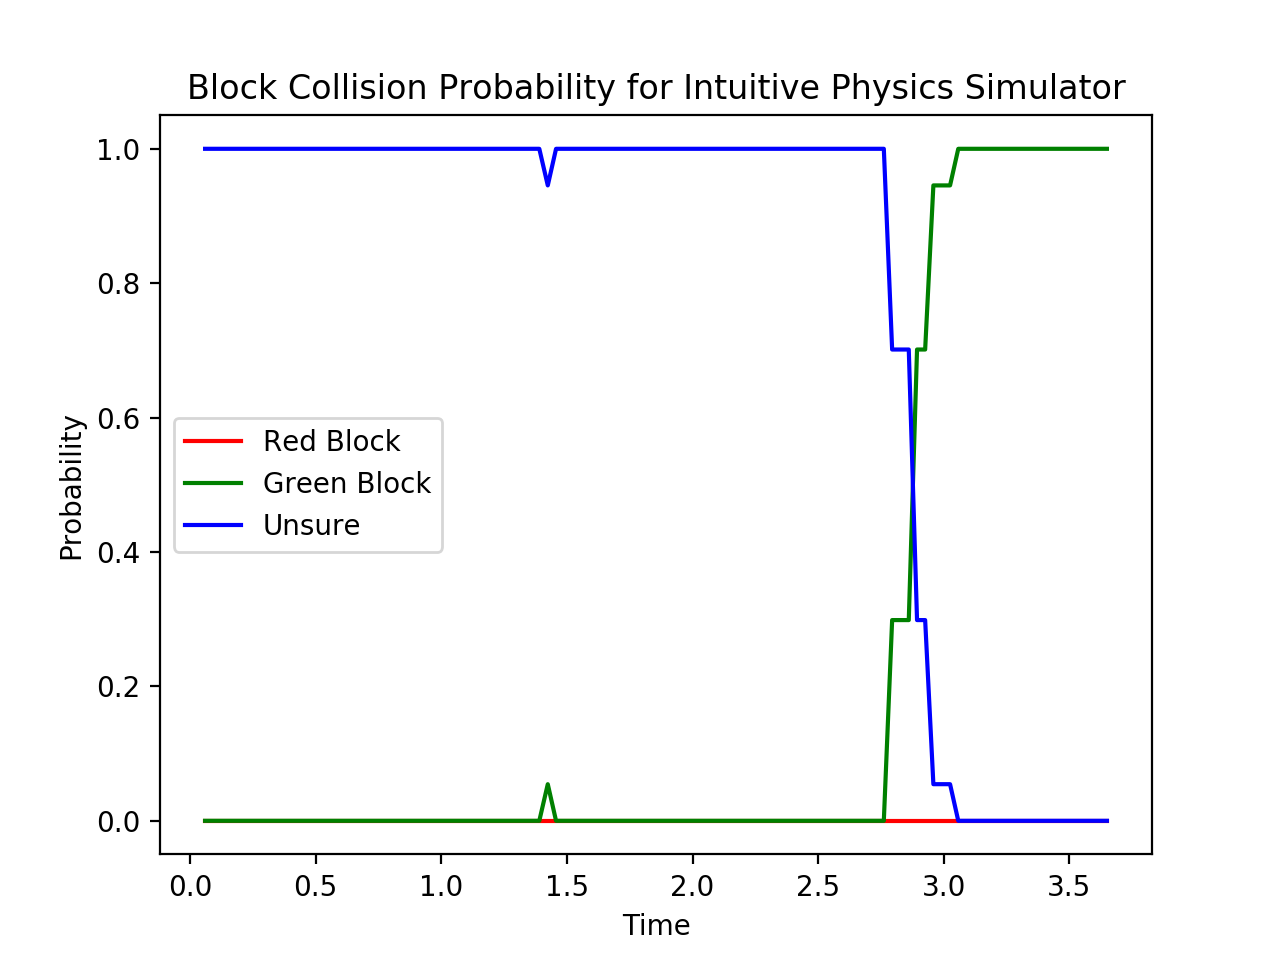 Block Collision Probability for Intuitive Physics Simulator
1.0
0.8
0.6
0.4
0.2
0.0
Probability
Red Block
Green Block
Unsure
0.0 0.5 1.0 1.5 2.0 2.5 3.0 3.5
Time